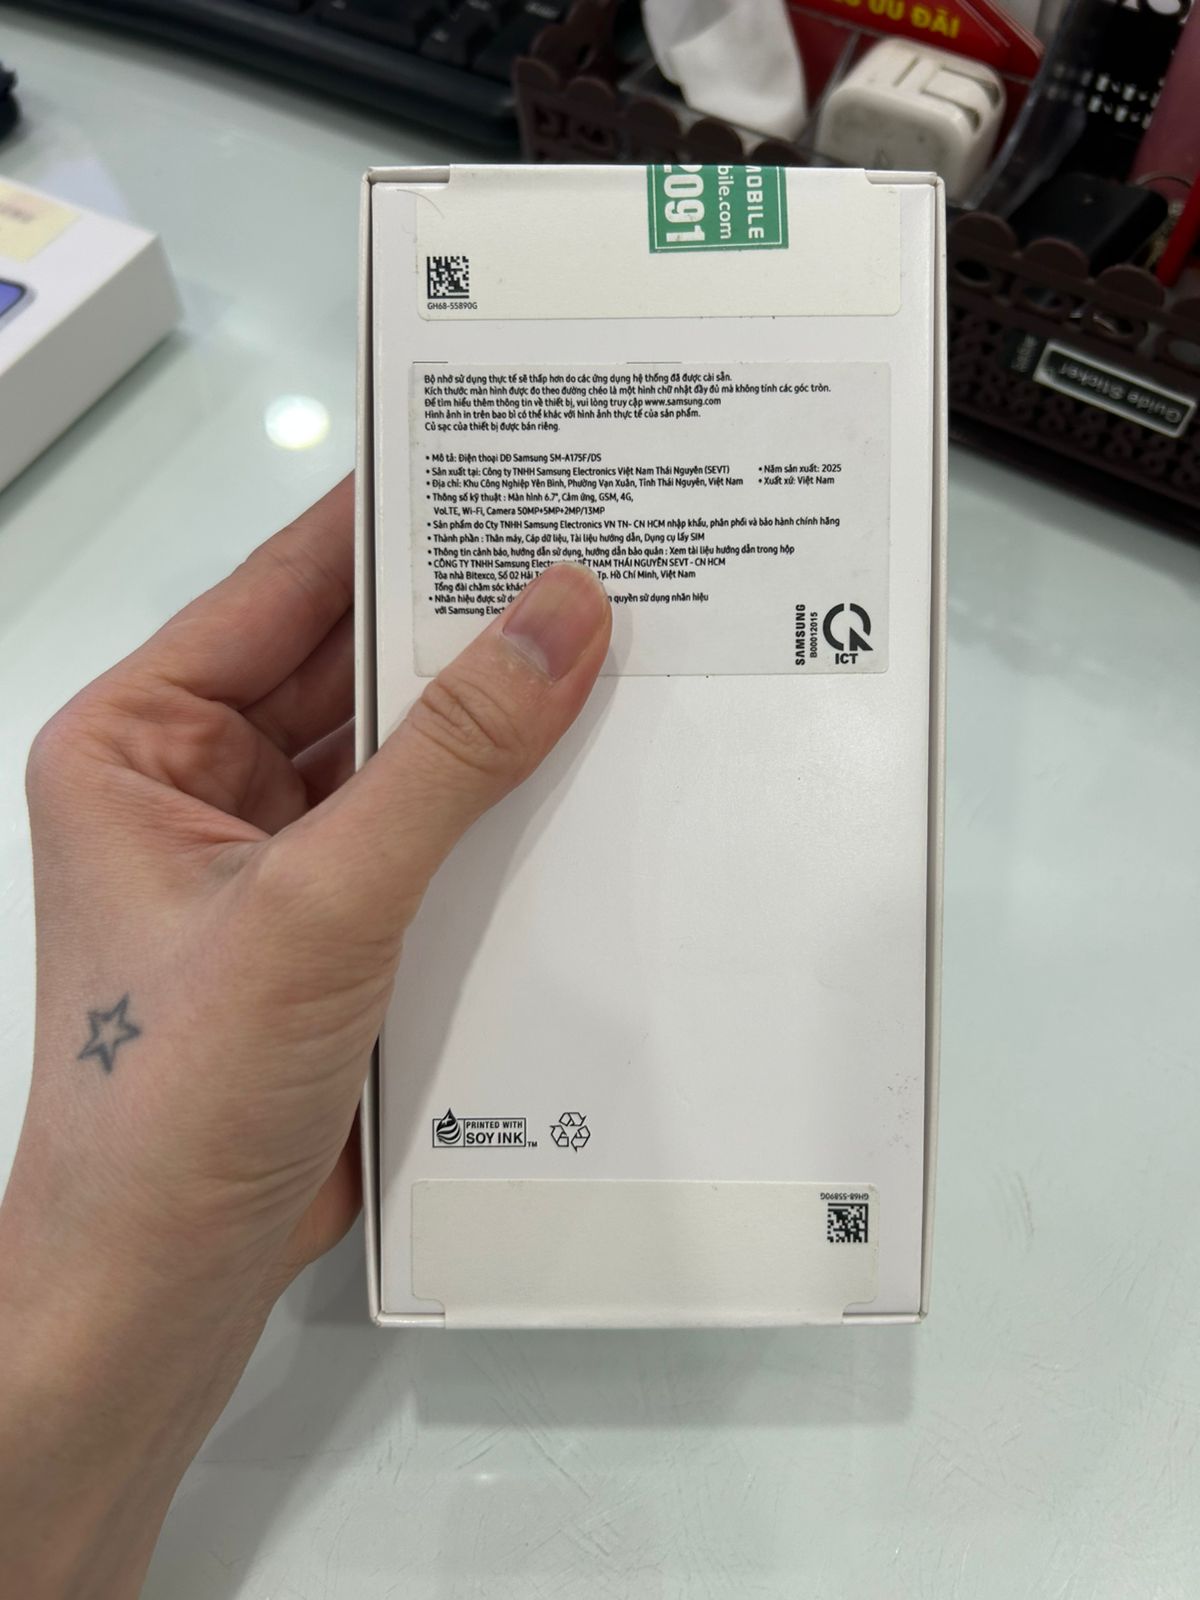 ƯU ĐÃI
MOBILE
bile.com
2091
GH68-55890G
Bộ nhớ sử dụng thực tế sẽ thấp hơn do các ứng dụng hệ thống đã được cài sẵn.
Kích thước màn hình được đo theo đường chéo là một hình chữ nhật đầy đủ mà không tính các góc tròn.
Để tìm hiểu thêm thông tin về thiết bị, vui lòng truy cập www.samsung.com
Hình ảnh in trên bao bì có thể khác với hình ảnh thực tế của sản phẩm.
Củ sạc của thiết bị được bán riêng.
• Mô tả: Điện thoại DĐ Samsung SM-A175F/DS
• Sản xuất tại: Công ty TNHH Samsung Electronics Việt Nam Thái Nguyên (SEVT) • Năm sản xuất: 2025
• Địa chỉ: Khu Công Nghiệp Yên Bình, Phường Vạn Xuân, Tỉnh Thái Nguyên, Việt Nam • Xuất xứ: Việt Nam
• Thông số kỹ thuật : Màn hình 6.7", Cảm ứng, GSM, 4G,
VoLTE, Wi-Fi, Camera 50MP+5MP+2MP/13MP
• Sản phẩm do Cty TNHH Samsung Electronics VN TN- CN HCM nhập khẩu, phân phối và bảo hành chính hãng
• Thành phần : Thân máy, Cáp dữ liệu, Tài liệu hướng dẫn, Dụng cụ lấy SIM
• Thông tin cảnh báo, hướng dẫn sử dụng, hướng dẫn bảo quản : Xem tài liệu hướng dẫn trong hộp
• CÔNG TY TNHH Samsung VIỆT NAM THÁI NGUYÊN SEVT - CN HCM
Tòa nhà Bitexco, Số 02 Hải Tp. Hồ Chí Minh, Việt Nam
Tổng đài chăm sóc
• Nhãn hiệu được sử quyền sử dụng nhãn hiệu
với Samsung
SAMSUNG
B00012015
ICT
PRINTED WITH
SOY INK™
GH68-55890G
Guide Sticker